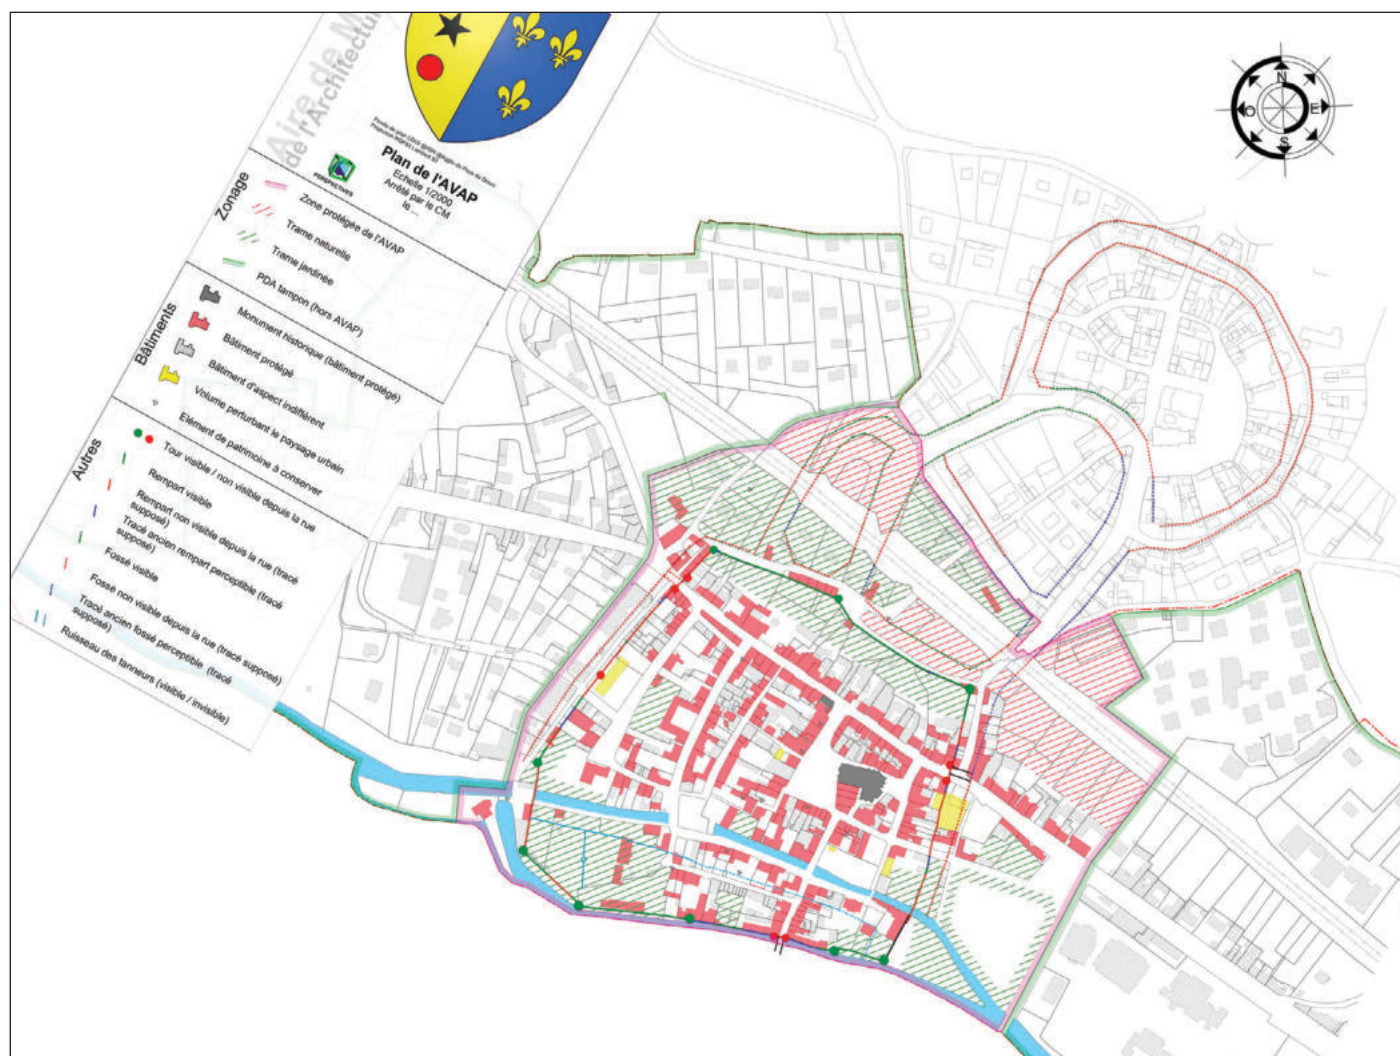 Aire de M
de l'Architectur
PERSPECTIVES
Plan de l'AVAP
Echelle 1/2000
Arrêté par le CM
le ...
Zonage
Zone protégée de l'AVAP
Trame naturelle
Trame jardinée
PDA tampon (hors AVAP)
Bâtiments
Monument historique (bâtiment protégé)
Bâtiment protégé
Bâtiment d'aspect indifférent
Volume perturbant le paysage urbain
Elément de patrimoine à conserver
Autres
Tour visible / non visible depuis la rue
Rempart visible
Rempart non visible depuis la rue (tracé
supposé)
Tracé ancien rempart perceptible (tracé
supposé)
Fossé visible
Fossé non visible depuis la rue (tracé supposé)
Tracé ancien fossé perceptible (tracé
supposé)
Ruisseau des tanneurs (visible / invisible)
N
O
E
S